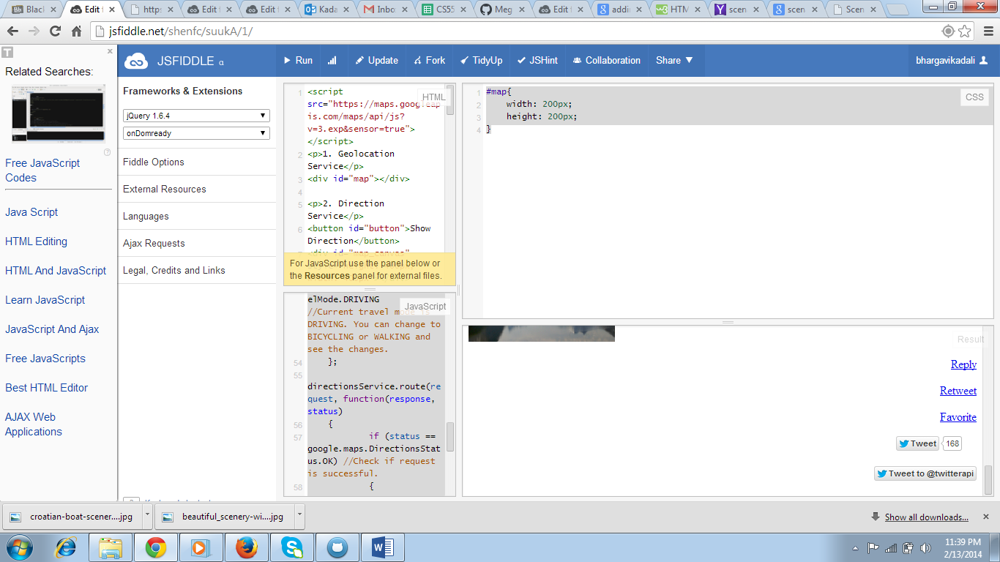 Blac
Edit t
https
Edit f
Edit f
Kada
Inbo
CS55
Meg
Edit f
addi
HTM
scen
scen
Scen
jsfiddle.net/shenfc/suukA/1/
T
Related Searches:
Free JavaScript
Codes
Java Script
HTML Editing
HTML And JavaScript
Learn JavaScript
JavaScript And Ajax
Free JavaScripts
Best HTML Editor
AJAX Web
Applications
JSFIDDLE α
Run
Update
Fork
TidyUp
JSHint
Collaboration
Share
bhargavikadali
Frameworks & Extensions
jQuery 1.6.4
onDomready
Fiddle Options
External Resources
Languages
Ajax Requests
Legal, Credits and Links
HTML
1 <script
src="https://maps.googleap
is.com/maps/api/js?
v=3.exp&sensor=true">
</script>
2 <p>1. Geolocation
Service</p>
3 <div id="map"></div>
4
5 <p>2. Direction
Service</p>
6 <button id="button">Show
Direction</button>
<div id="map_canvas"
For JavaScript use the panel below or
the Resources panel for external files.
JavaScript
elMode.DRIVING
//Current travel mode is
DRIVING. You can change to
BICYCLING or WALKING and
see the changes.
54 };
55
directionsService.route(re
quest, function(response,
status)
56 {
57 if (status ==
google.maps.DirectionsStat
us.OK) //Check if request
is successful.
58 {
CSS
1 #map{
2 width: 200px;
3 height: 200px;
4 }
Result
Reply
Retweet
Favorite
Tweet 168
Tweet to @twitterapi
croatian-boat-scener....jpg
beautiful_scenery-wi....jpg
Show all downloads...
11:39 PM
2/13/2014